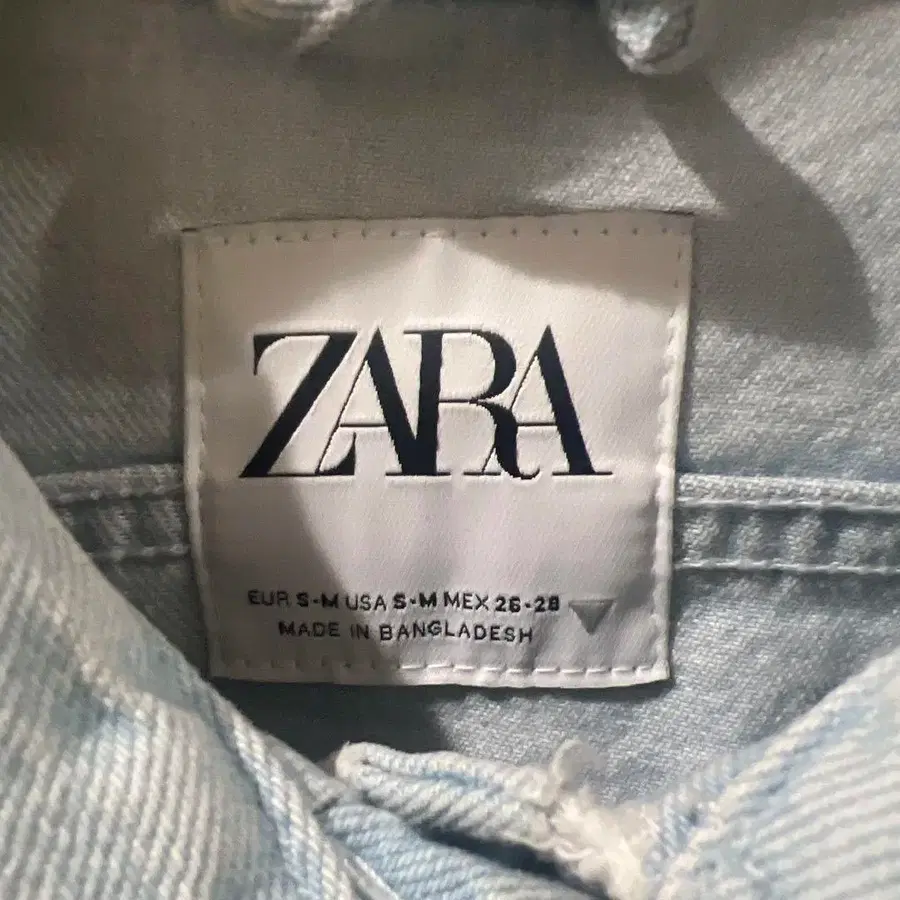 ZARA
EUR S-M USA S-M MEX 26-28
MADE IN BANGLADESH